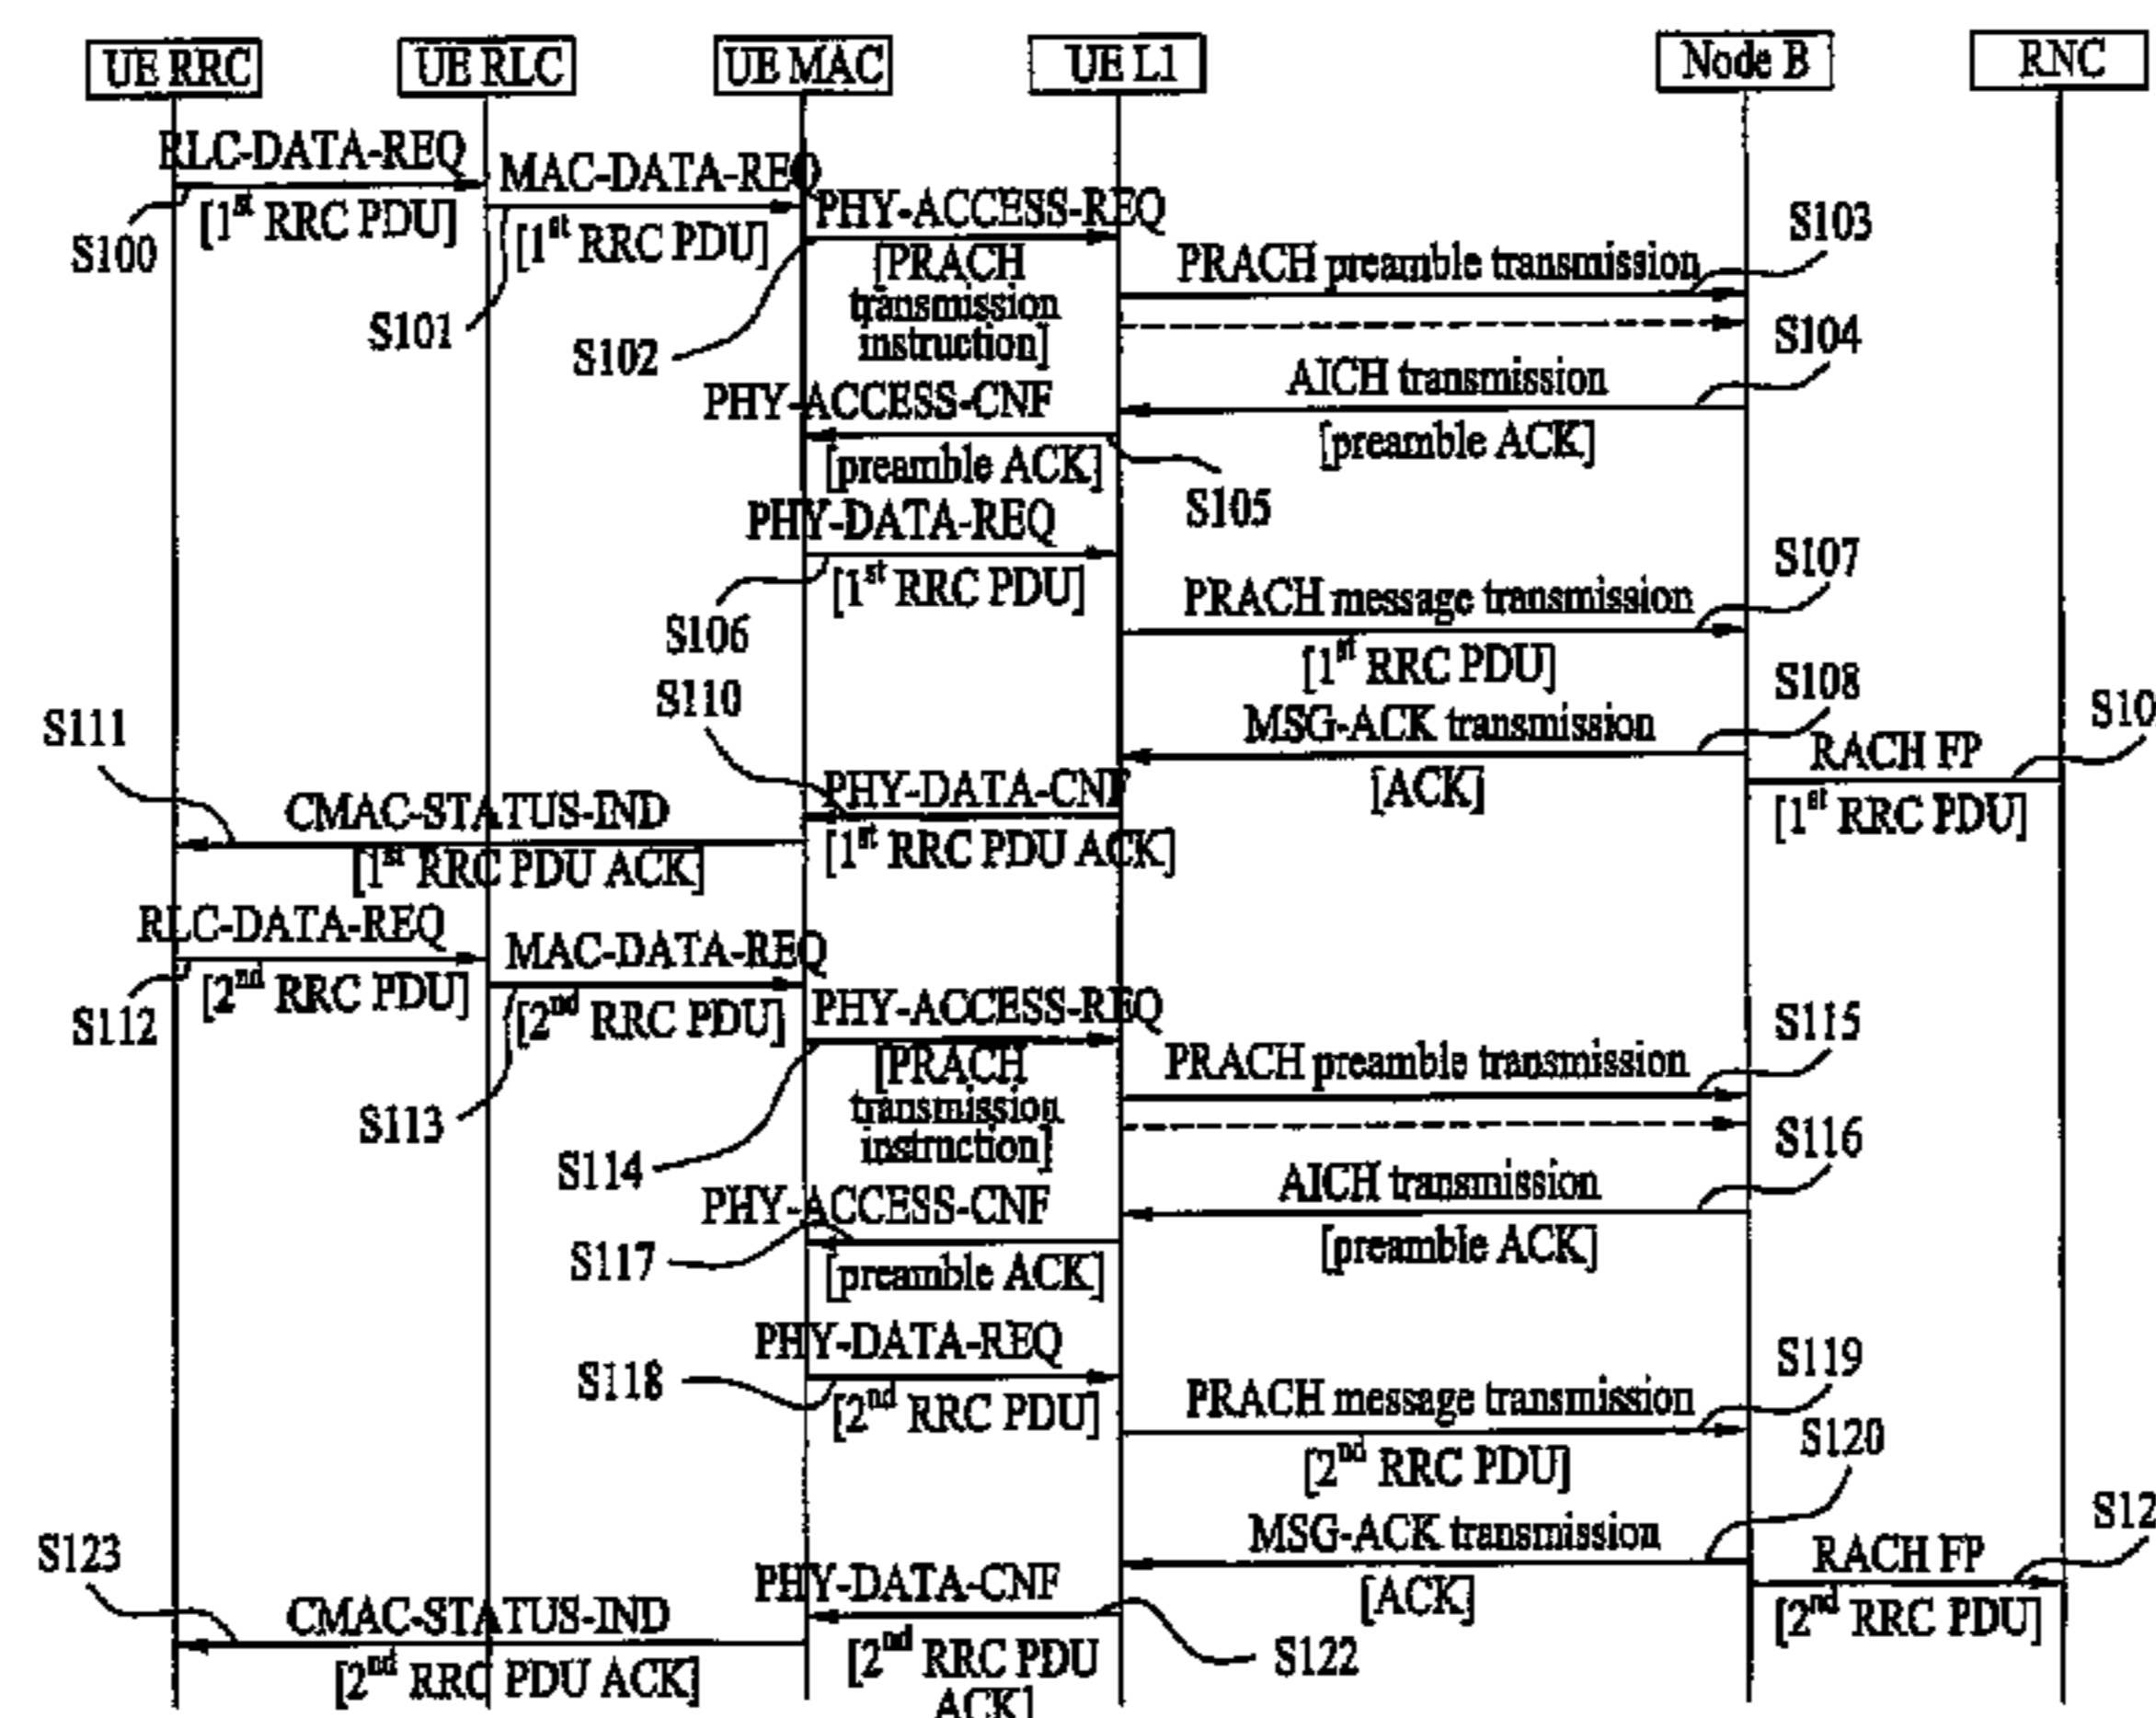 UE RRC
UE RLC
UE MAC
UE L1
Node B
RNC
RLC-DATA-REQ
[1st RRC PDU]
S100
MAC-DATA-REQ
[1st RRC PDU]
S101
PHY-ACCESS-REQ
[PRACH
transmission
instruction]
S102
PRACH preamble transmission
S103
S104
AICH transmission
[preamble ACK]
PHY-ACCESS-CNF
[preamble ACK]
S105
PHY-DATA-REQ
[1st RRC PDU]
S106
S107
PRACH message transmission
[1st RRC PDU]
S108
MSG-ACK transmission
[ACK]
S10
RACH FP
[1st RRC PDU]
S110
PHY-DATA-CNF
[1st RRC PDU ACK]
S111
CMAC-STATUS-IND
[1st RRC PDU ACK]
RLC-DATA-REQ
[2nd RRC PDU]
S112
MAC-DATA-REQ
[2nd RRC PDU]
S113
PHY-ACCESS-REQ
[PRACH
transmission
instruction]
S114
S115
PRACH preamble transmission
S116
AICH transmission
[preamble ACK]
PHY-ACCESS-CNF
S117
[preamble ACK]
PHY-DATA-REQ
S118
[2nd RRC PDU]
S119
PRACH message transmission
[2nd RRC PDU]
S120
MSG-ACK transmission
[ACK]
S12
RACH FP
[2nd RRC PDU]
PHY-DATA-CNF
[2nd RRC PDU
ACK]
S122
S123
CMAC-STATUS-IND
[2nd RRC PDU ACK]